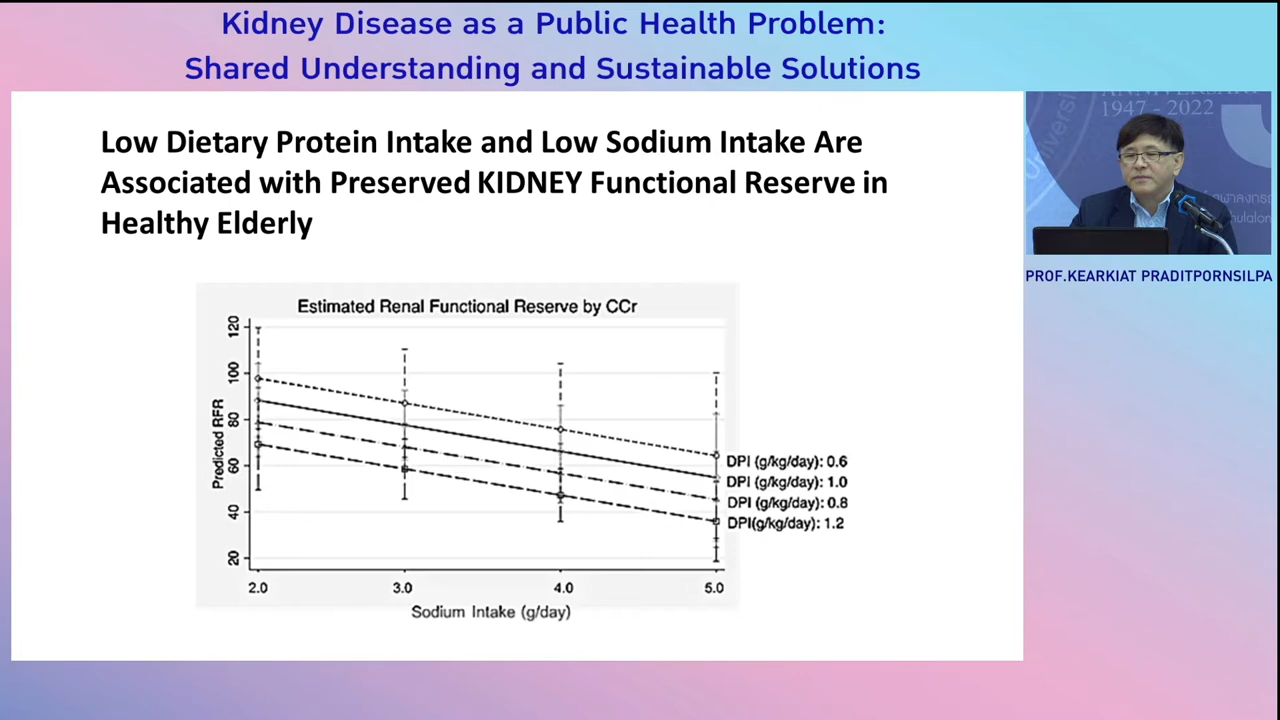 Kidney Disease as a Public Health Problem:
Shared Understanding and Sustainable Solutions
Low Dietary Protein Intake and Low Sodium Intake Are
Associated with Preserved KIDNEY Functional Reserve in
Healthy Elderly
Estimated Renal Functional Reserve by CCr
Predicted RFR
120
100
80
60
40
20
2.0 3.0 4.0 5.0
Sodium Intake (g/day)
DPI (g/kg/day): 0.6
DPI (g/kg/day): 1.0
DPI (g/kg/day): 0.8
DPI(g/kg/day): 1.2
ANNIVERSARY
1947 - 2022
PROF.KEARKIAT PRADITPORNSILPA